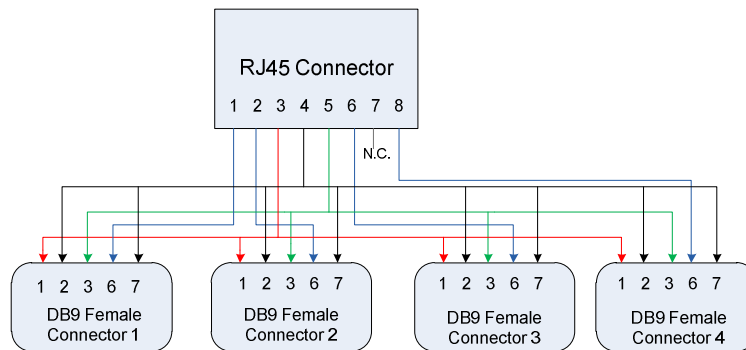 RJ45 Connector
1 2 3 4 5 6 7 8
N.C.
1 2 3 6 7
DB9 Female
Connector 1
1 2 3 6 7
DB9 Female
Connector 2
1 2 3 6 7
DB9 Female
Connector 3
1 2 3 6 7
DB9 Female
Connector 4